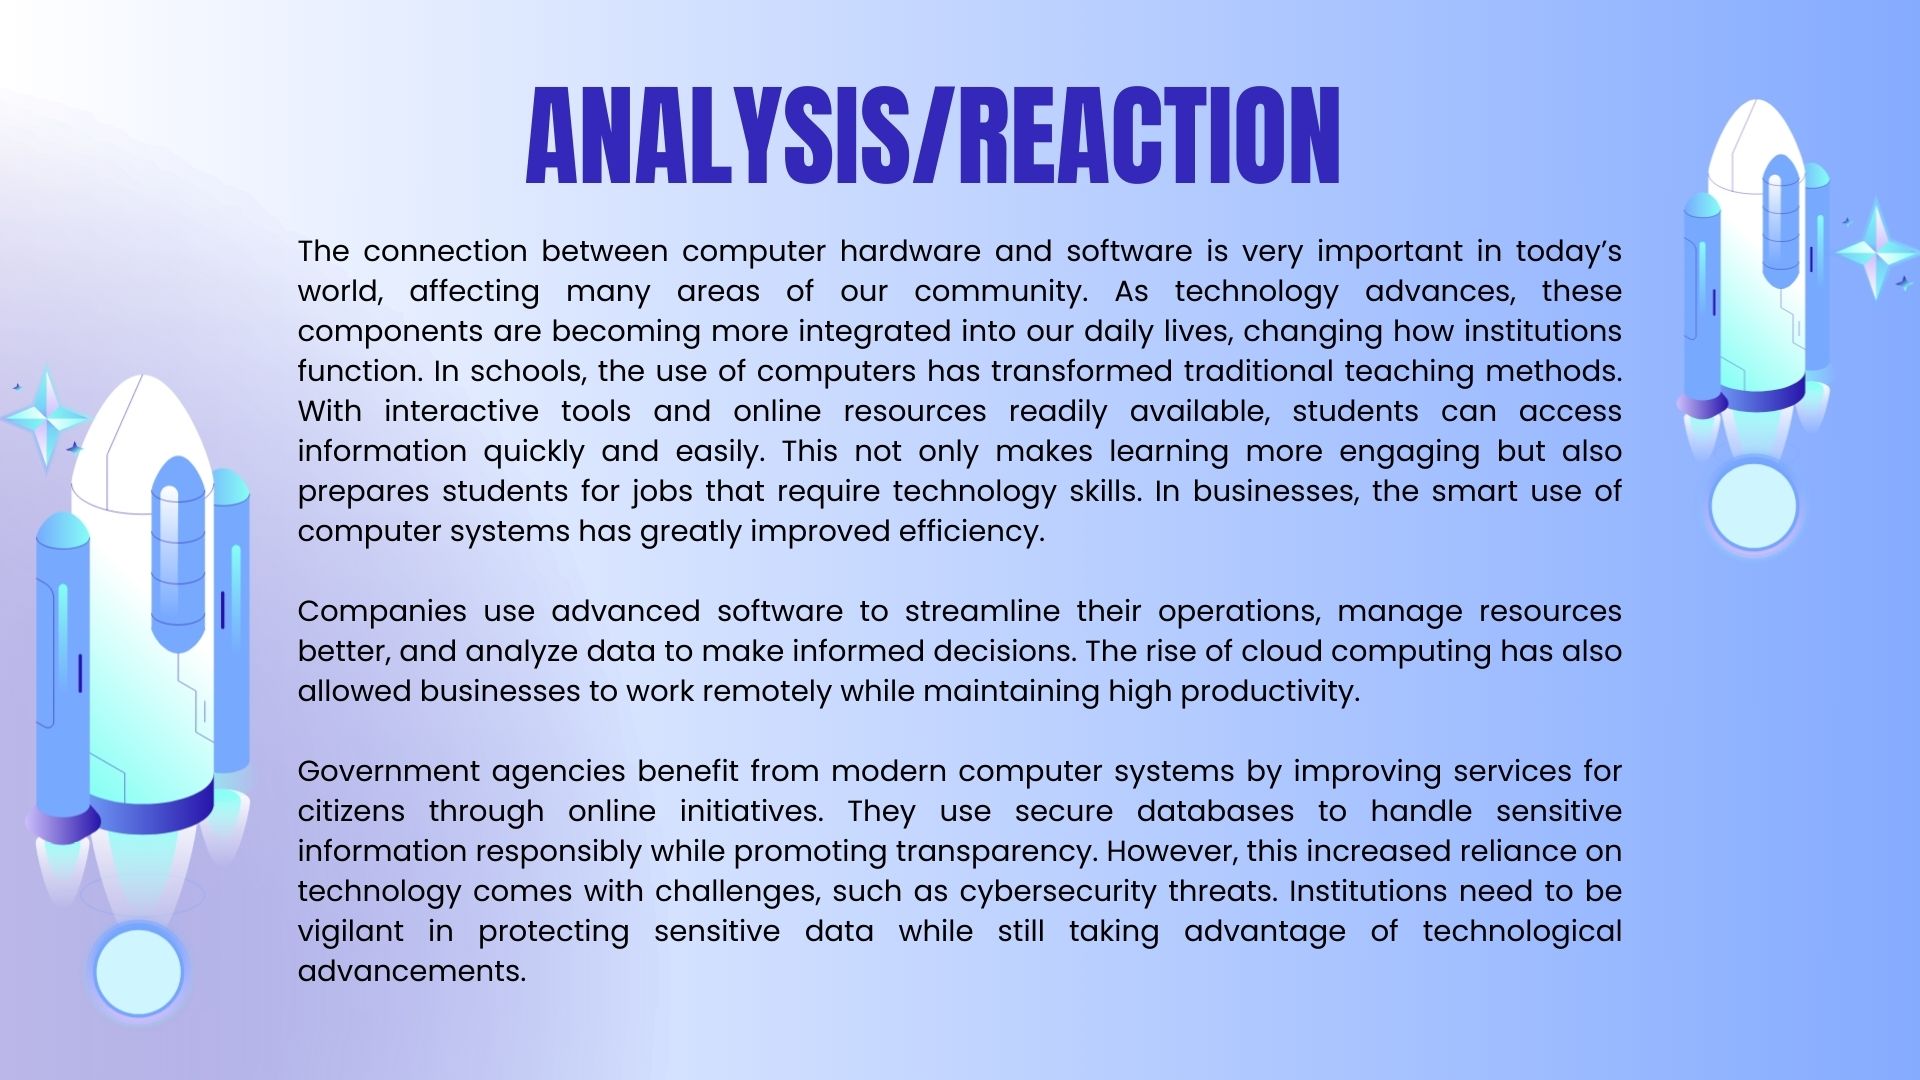 ANALYSIS/REACTION
The connection between computer hardware and software is very important in today’s
world, affecting many areas of our community. As technology advances, these
components are becoming more integrated into our daily lives, changing how institutions
function. In schools, the use of computers has transformed traditional teaching methods.
With interactive tools and online resources readily available, students can access
information quickly and easily. This not only makes learning more engaging but also
prepares students for jobs that require technology skills. In businesses, the smart use of
computer systems has greatly improved efficiency.
Companies use advanced software to streamline their operations, manage resources
better, and analyze data to make informed decisions. The rise of cloud computing has also
allowed businesses to work remotely while maintaining high productivity.
Government agencies benefit from modern computer systems by improving services for
citizens through online initiatives. They use secure databases to handle sensitive
information responsibly while promoting transparency. However, this increased reliance on
technology comes with challenges, such as cybersecurity threats. Institutions need to be
vigilant in protecting sensitive data while still taking advantage of technological
advancements.